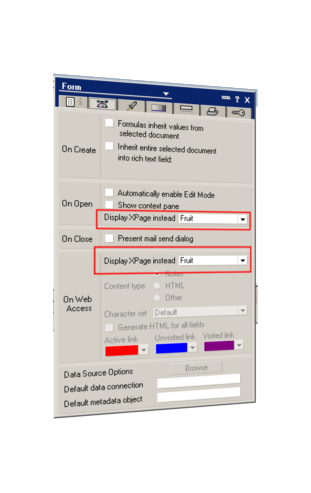 Form
? X
On Create
Formulas inherit values from
selected document
Inherit entire selected document
into rich text field:
On Open
Automatically enable Edit Mode
Show context pane
Display XPage instead Fruit
On Close
Present mail send dialog
On Web
Access
Display XPage instead Fruit
Notes
Content type
HTML
Other
Character set Default
Generate HTML for all fields
Active link Unvisited link Visited link
Data Source Options Browse
Default data connection
Default metadata object